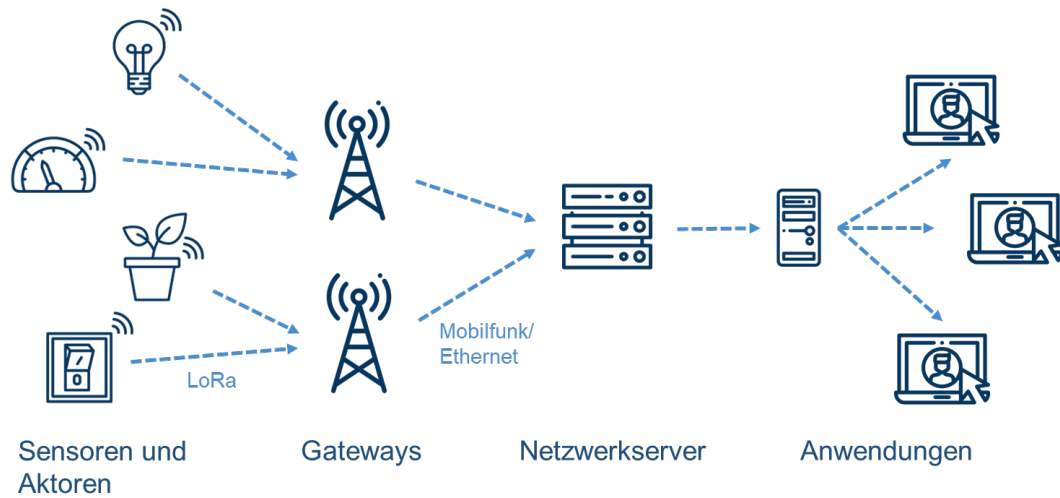 Mobilfunk/
Ethernet
LoRa
Sensoren und
Aktoren
Gateways
Netzwerkserver
Anwendungen